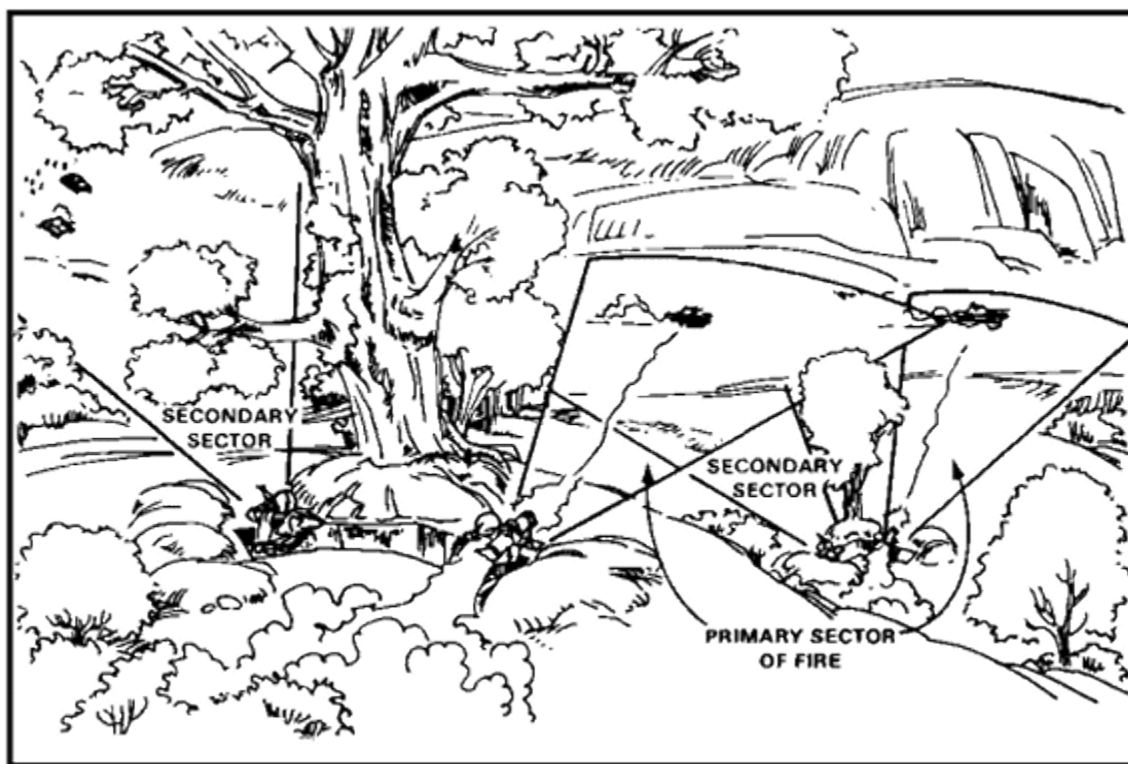 SECONDARY
SECTOR
SECONDARY
SECTOR
PRIMARY SECTOR
OF FIRE